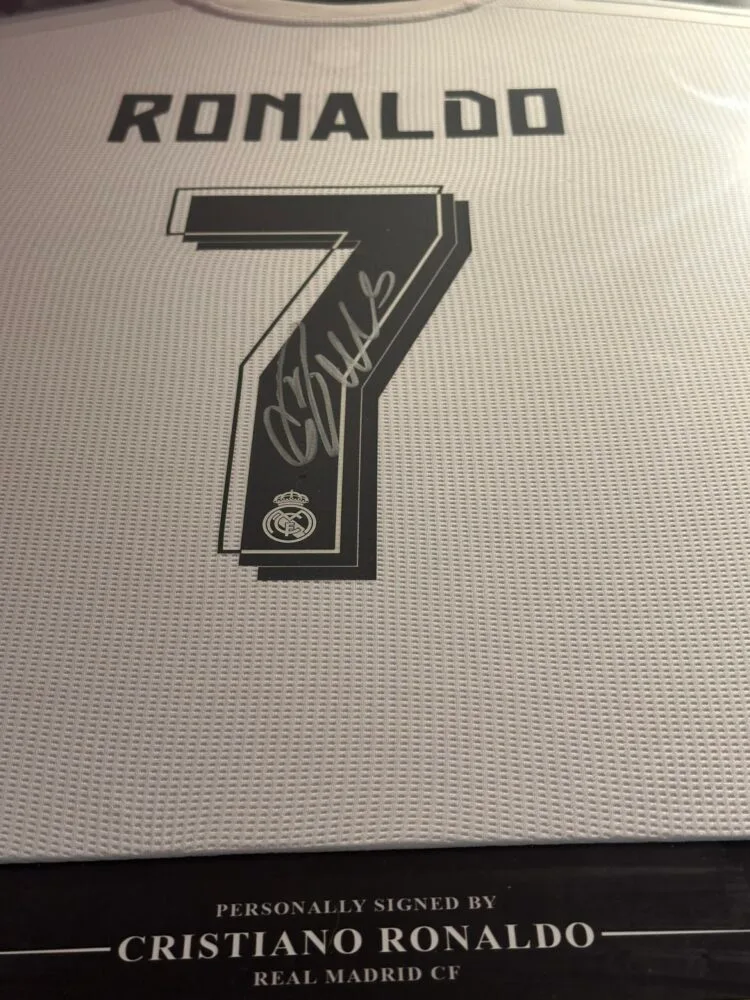 RONALDO
7
PERSONALLY SIGNED BY
CRISTIANO RONALDO
REAL MADRID CF